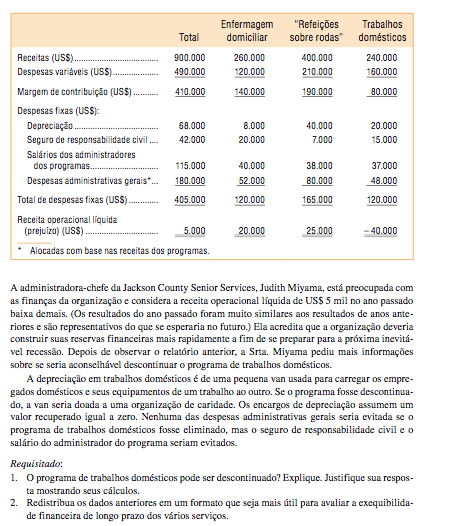 Total Enfermagem domiciliar "Refeições sobre rodas" Trabalhos domésticos
Receitas (US$)..................................... 900.000 260.000 400.000 240.000
Despesas variáveis (US$)................... 490.000 120.000 210.000 160.000
Margem de contribuição (US$)........... 410.000 140.000 190.000 80.000
Despesas fixas (US$):
Depreciação...................................... 68.000 8.000 40.000 20.000
Seguro de responsabilidade civil .... 42.000 20.000 7.000 15.000
Salários dos administradores
dos programas.............................. 115.000 40.000 38.000 37.000
Despesas administrativas gerais*... 180.000 52.000 80.000 48.000
Total de despesas fixas (US$)............. 405.000 120.000 165.000 120.000
Receita operacional líquida
(prejuízo) (US$) ................................ 5.000 20.000 25.000 – 40.000
* Alocadas com base nas receitas dos programas.
A administradora-chefe da Jackson County Senior Services, Judith Miyama, está preocupada com
as finanças da organização e considera a receita operacional líquida de US$ 5 mil no ano passado
baixa demais. (Os resultados do ano passado foram muito similares aos resultados de anos ante-
riores e são representativos do que se esperaria no futuro.) Ela acredita que a organização deveria
construir suas reservas financeiras mais rapidamente a fim de se preparar para a próxima inevitá-
vel recessão. Depois de observar o relatório anterior, a Srta. Miyama pediu mais informações
sobre se seria aconselhável descontinuar o programa de trabalhos domésticos.
A depreciação em trabalhos domésticos é de uma pequena van usada para carregar os empre-
gados domésticos e seus equipamentos de um trabalho ao outro. Se o programa fosse descontinua-
do, a van seria doada a uma organização de caridade. Os encargos de depreciação assumem um
valor recuperado igual a zero. Nenhuma das despesas administrativas gerais seria evitada se o
programa de trabalhos domésticos fosse eliminado, mas o seguro de responsabilidade civil e o
salário do administrador do programa seriam evitados.
Requisitado:
1. O programa de trabalhos domésticos pode ser descontinuado? Explique. Justifique sua respos-
ta mostrando seus cálculos.
2. Redistribua os dados anteriores em um formato que seja mais útil para avaliar a exequibilida-
de financeira de longo prazo dos vários serviços.